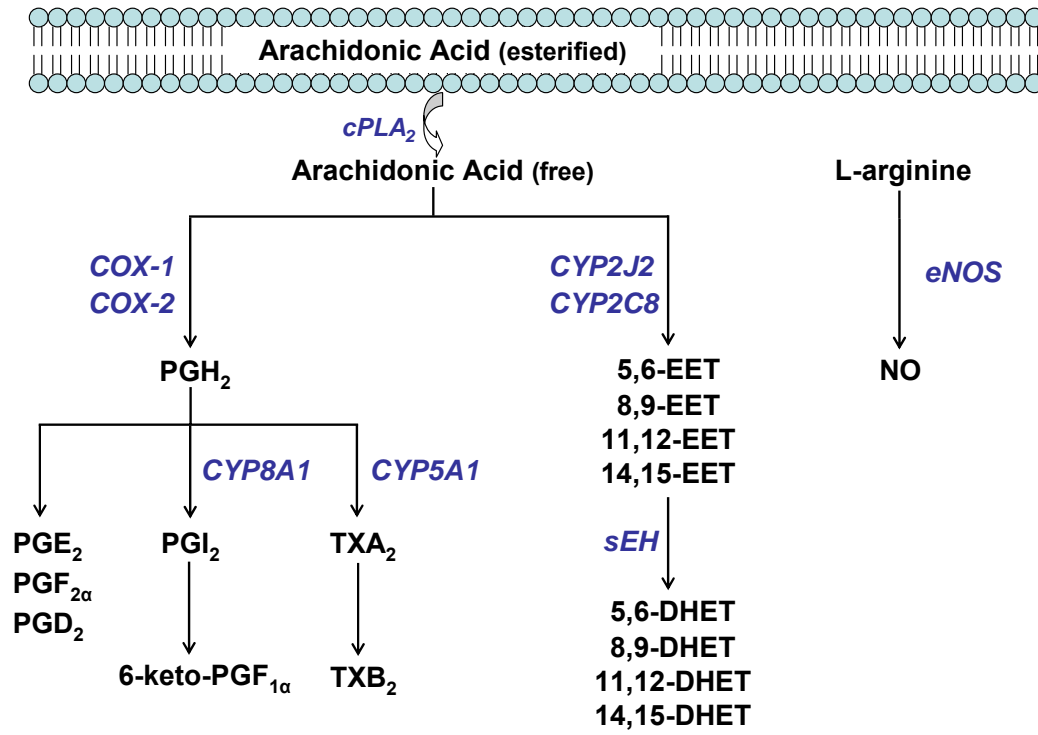 Arachidonic Acid (esterified)
cPLA₂
Arachidonic Acid (free)
L-arginine
COX-1
COX-2
CYP2J2
CYP2C8
eNOS
PGH₂
5,6-EET
8,9-EET
11,12-EET
14,15-EET
NO
CYP8A1
CYP5A1
PGE₂
PGF₂α
PGD₂
PGI₂
TXA₂
sEH
6-keto-PGF₁α
TXB₂
5,6-DHET
8,9-DHET
11,12-DHET
14,15-DHET